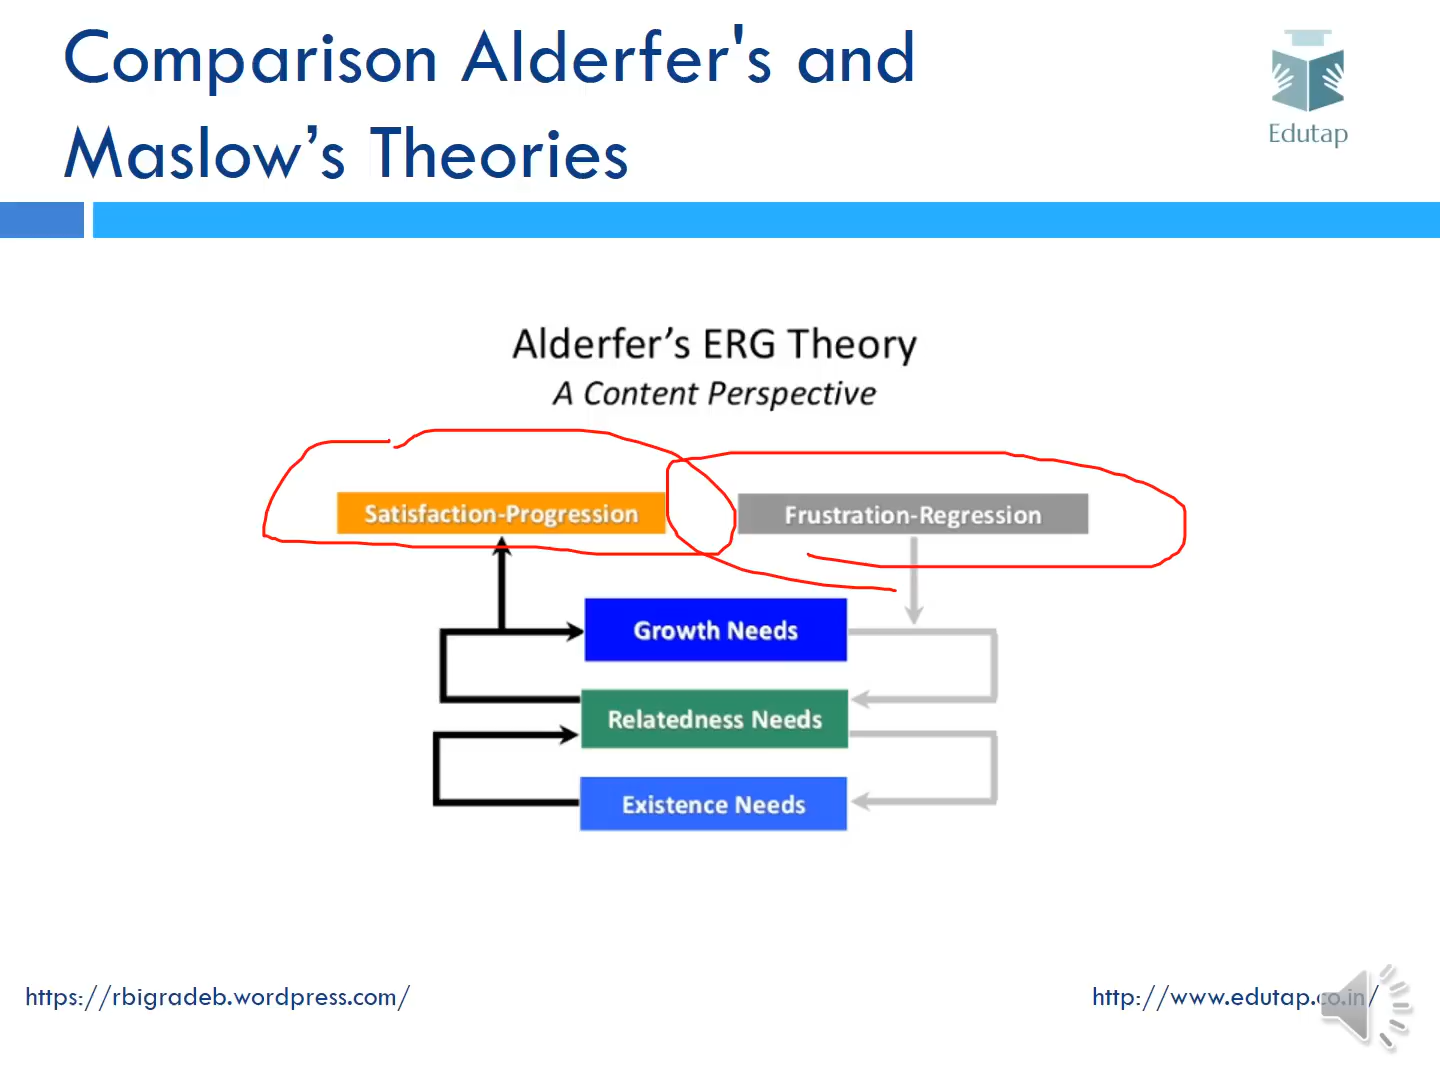 Comparison Alderfer's and
Maslow’s Theories
Edutap
Alderfer’s ERG Theory
A Content Perspective
Satisfaction-Progression
Frustration-Regression
Growth Needs
Relatedness Needs
Existence Needs
https://rbigradeb.wordpress.com/
http://www.edutap.co.in/